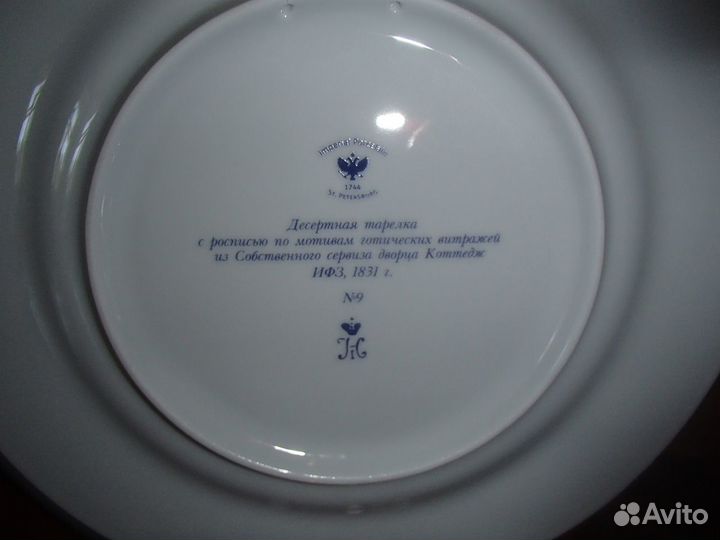 Imperial Porcelain
1744
St. Petersburg
Десертная тарелка
с росписью по мотивам готических витражей
из Собственного сервиза дворца Коттедж
ИФЗ, 1831 г.
№9
Avito